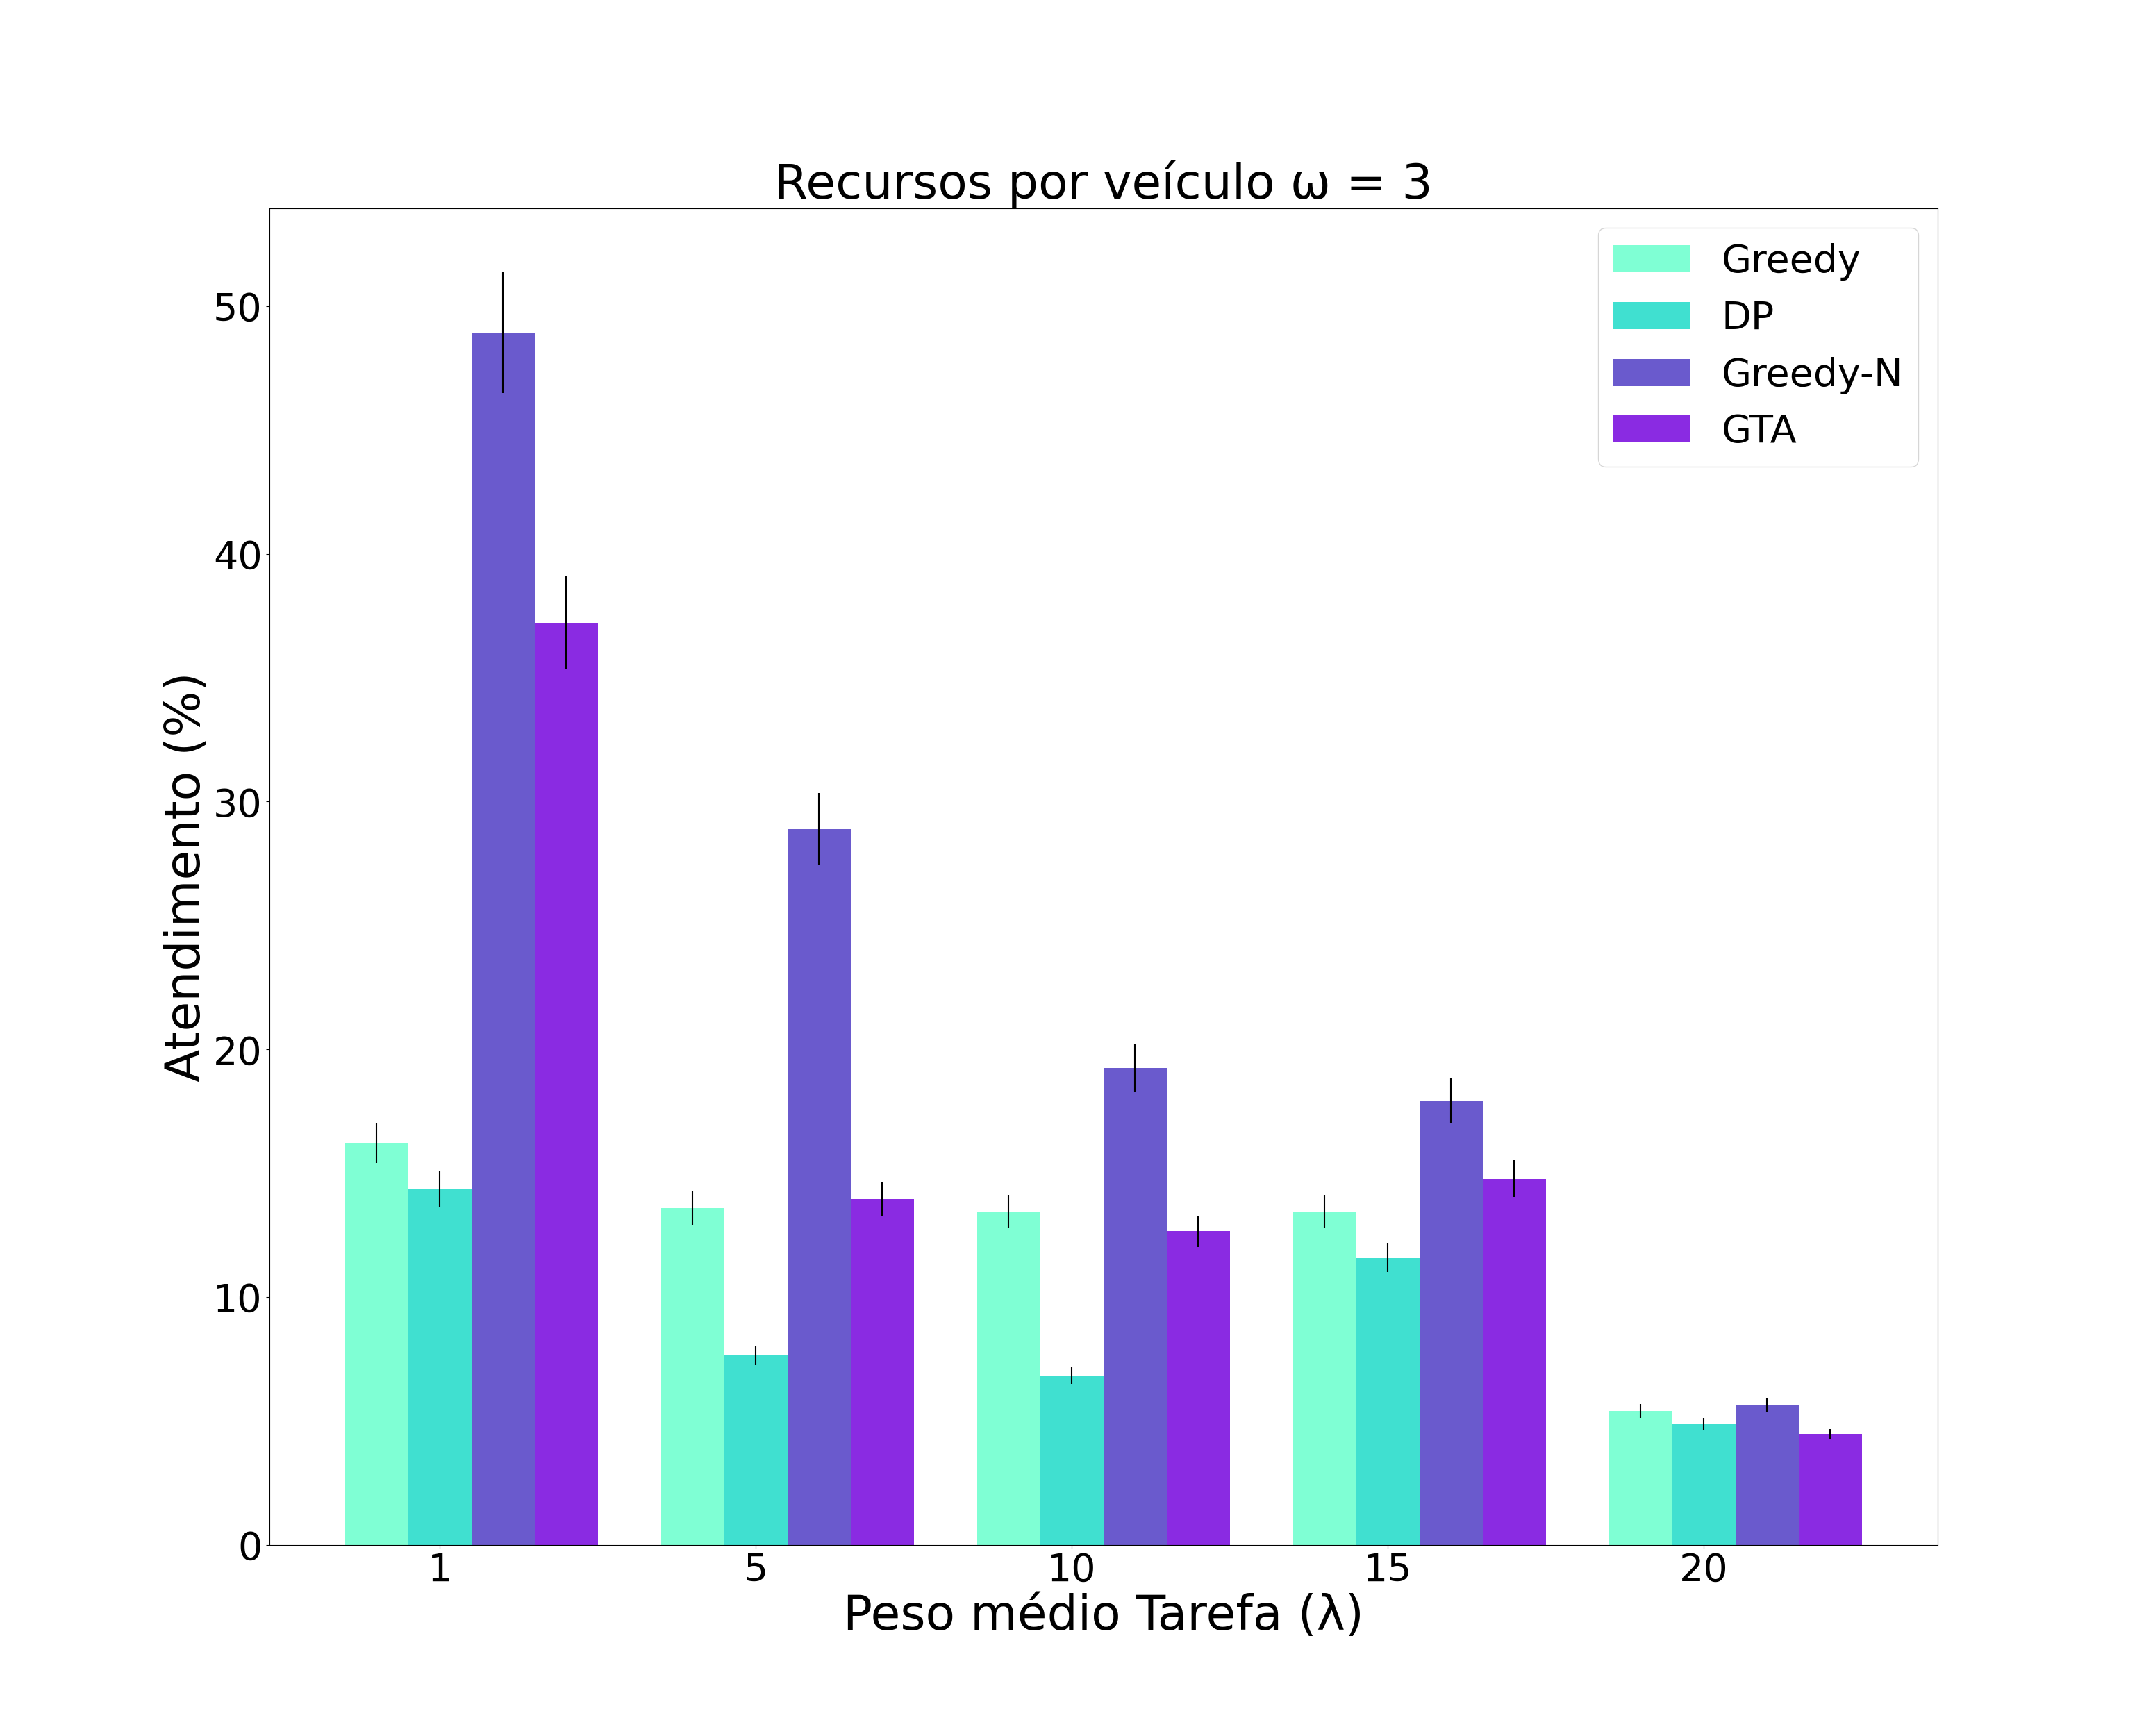 Recursos por veículo ω = 3
Greedy
DP
Greedy-N
GTA
Atendimento (%)
50
40
30
20
10
0
1 5 10 15 20
Peso médio Tarefa (λ)